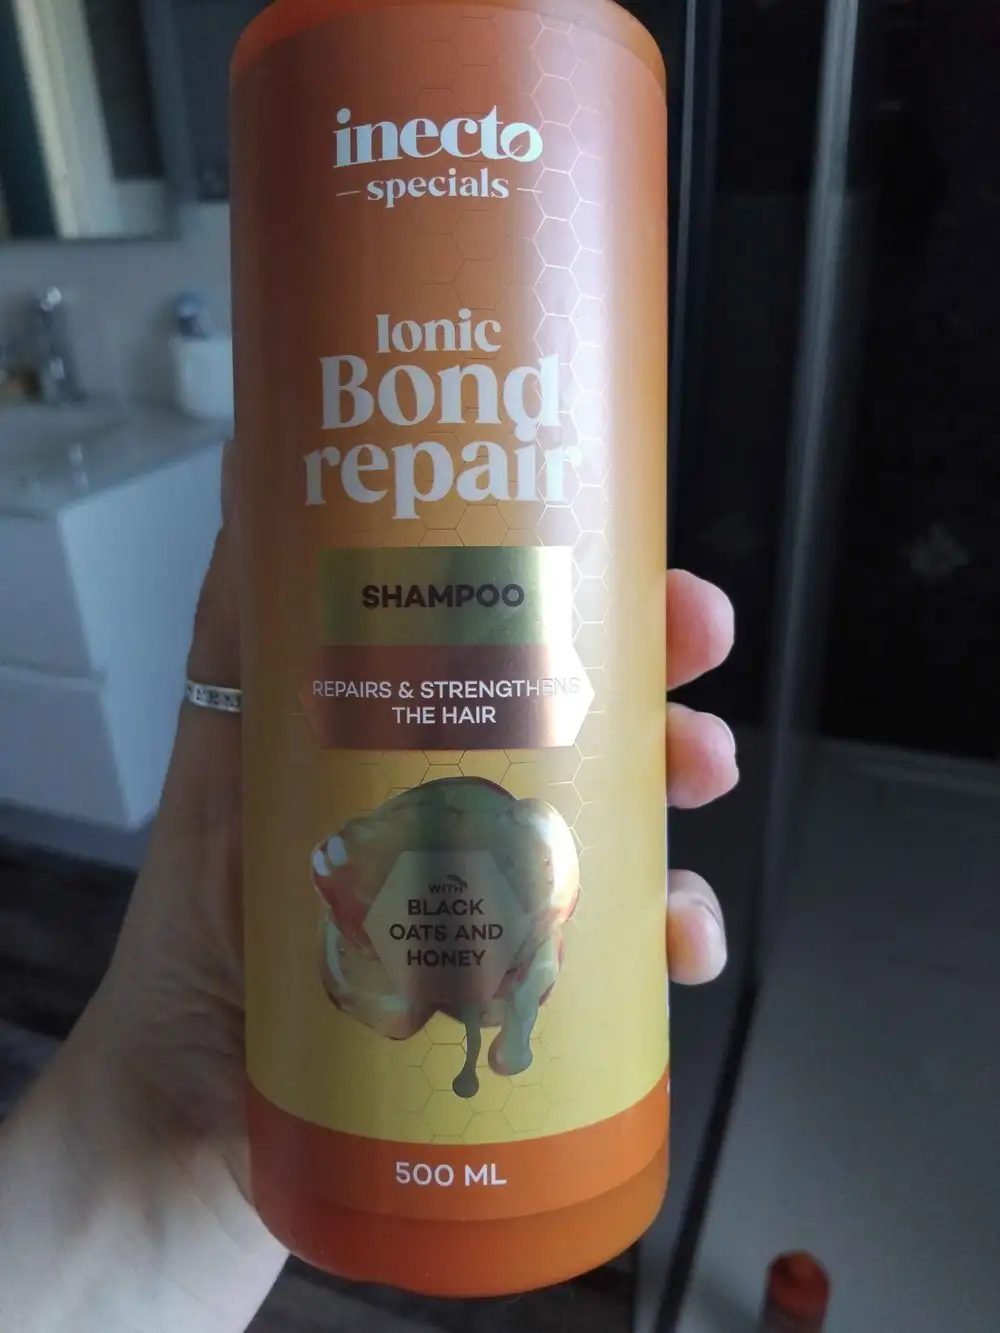 inecto
specials
Ionic
Bond
repair
SHAMPOO
REPAIRS & STRENGTHENS
THE HAIR
WITH
BLACK
OATS AND
HONEY
500 ML